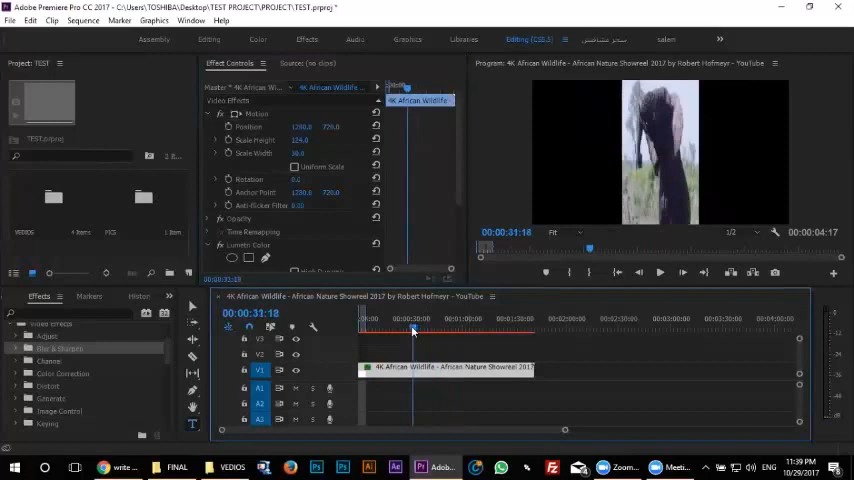 Adobe Premiere Pro CC 2017 - C:\Users\TOSHIBA\Desktop\TEST PROJECT\PROJECT\TEST.prproj *
File Edit Clip Sequence Marker Graphics Window Help
Assembly Editing Color Effects Audio Graphics Libraries Editing (CS5.5) salem
Project: TEST
Effect Controls
Source: (no clips)
Program: 4K African Wildlife - African Nature Showreel 2017 by Robert Hofmeyr - YouTube
Master * 4K African Wi...
4K African Wildlife - ...
4K African Wildlife
Video Effects
fx Motion
Position 1280.0 720.0
Scale Height
Scale Width
Uniform Scale
Rotation 0.0
Anchor Point 1280.0 720.0
Anti-flicker Filter 0.00
fx Opacity
Time Remapping
fx Lumetri Color
00:00:31:18
TEST.prproj
VEDIOS 4 Items
PICS 1 Item
00:00:31:18 Fit 1/2 00:00:04:17
Effects Markers Histor
Video Effects
Adjust
Blur & Sharpen
Channel
Color Correction
Distort
Generate
Image Control
Keying
4K African Wildlife - African Nature Showreel 2017 by Robert Hofmeyr - YouTube
00:00:31:18
00:00:30:00 00:01:00:00 00:01:30:00 00:02:00:00 00:02:30:00 00:03:00:00 00:03:30:00 00:04:00:00
V3
V2
V1
4K African Wildlife - African Nature Showreel 2017
A1 M S
A2 M S
A3 M S
write ... FINAL VEDIOS Adob... Zoom... Meeti... ENG
11:39 PM
10/29/2017